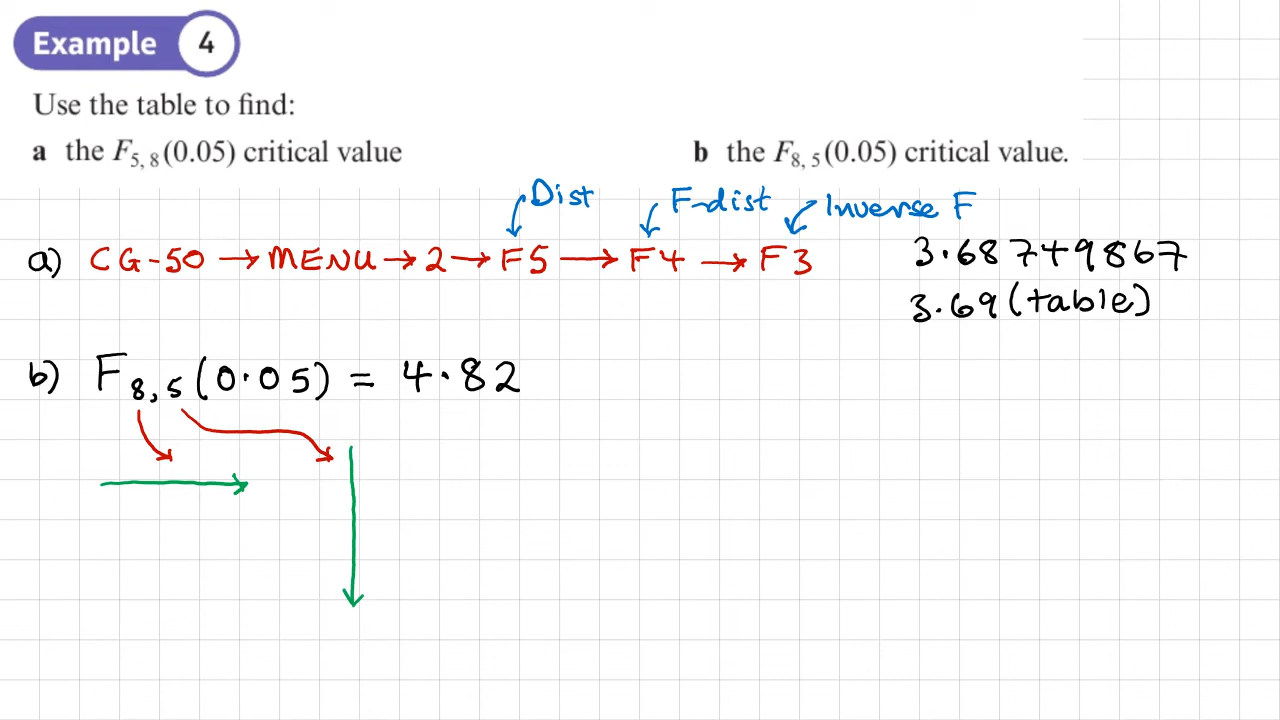 Example 4
Use the table to find:
a the F5, 8(0.05) critical value
b the F8, 5(0.05) critical value.
Dist F-dist Inverse F
a) CG-50 → MENU → 2 → F5 → F4 → F3
3.687499867
3.69 (table)
b) F8,5 (0.05) = 4.82